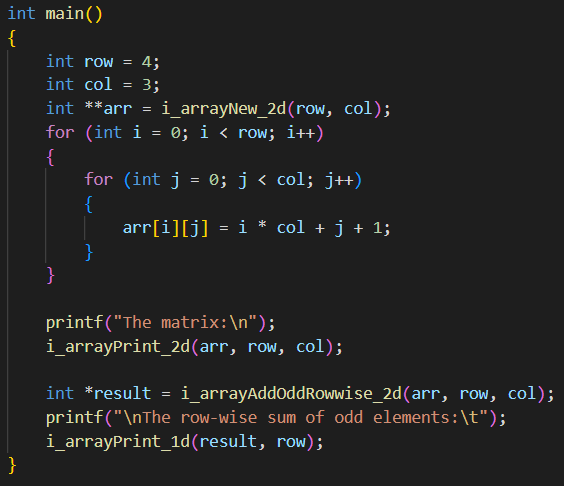 int main()
{
    int row = 4;
    int col = 3;
    int **arr = i_arrayNew_2d(row, col);
    for (int i = 0; i < row; i++)
    {
        for (int j = 0; j < col; j++)
        {
            arr[i][j] = i * col + j + 1;
        }
    }

    printf("The matrix:\n");
    i_arrayPrint_2d(arr, row, col);

    int *result = i_arrayAddOddRowwise_2d(arr, row, col);
    printf("\nThe row-wise sum of odd elements:\t");
    i_arrayPrint_1d(result, row);
}